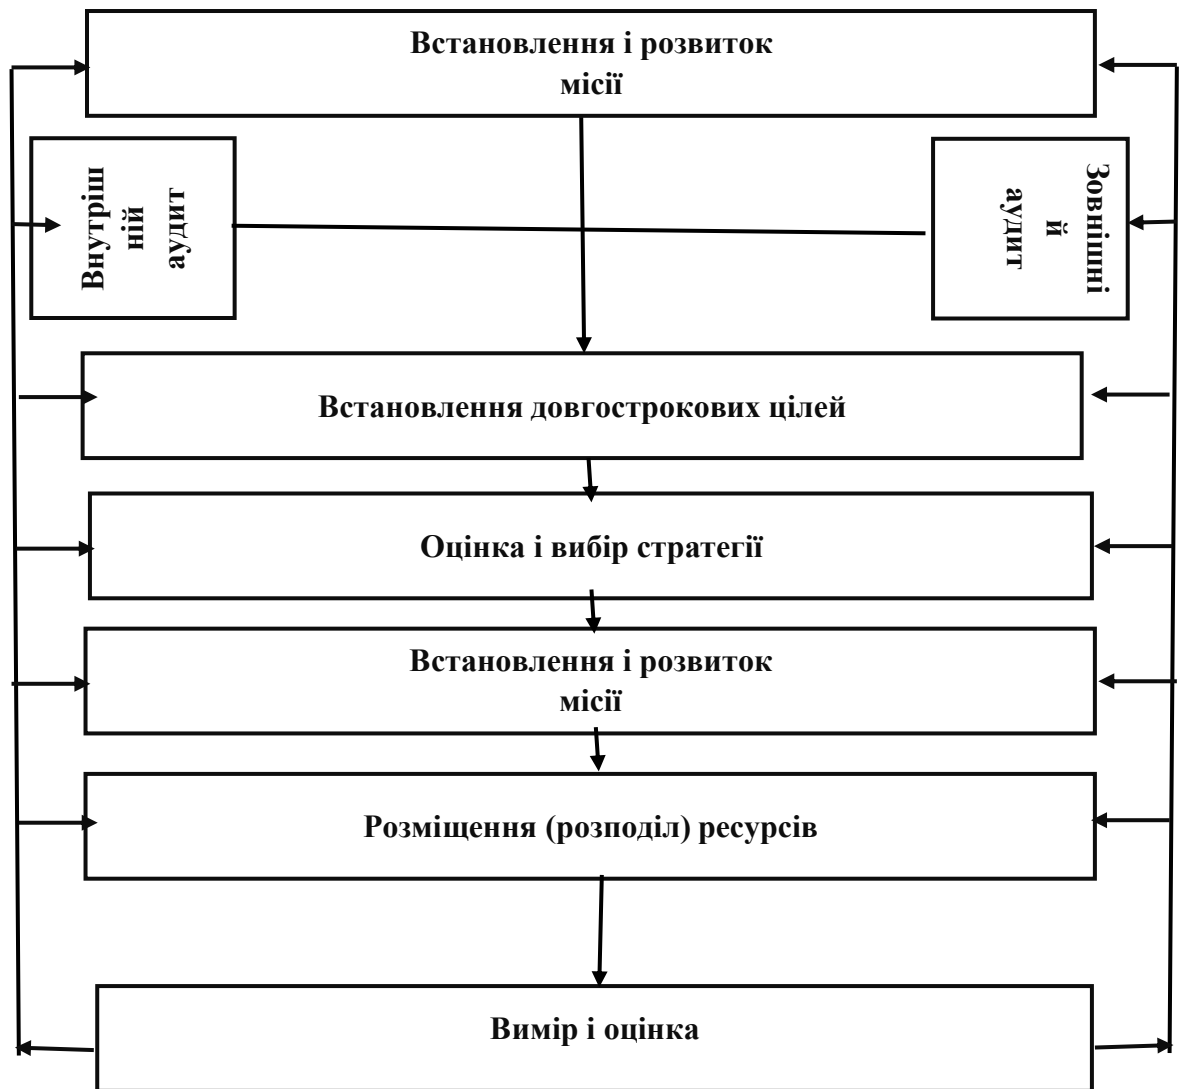 Встановлення і розвиток
місії
Внутріш
ній
аудит
Зовнішні
й
аудит
Встановлення довгострокових цілей
Оцінка і вибір стратегії
Встановлення і розвиток
місії
Розміщення (розподіл) ресурсів
Вимір і оцінка